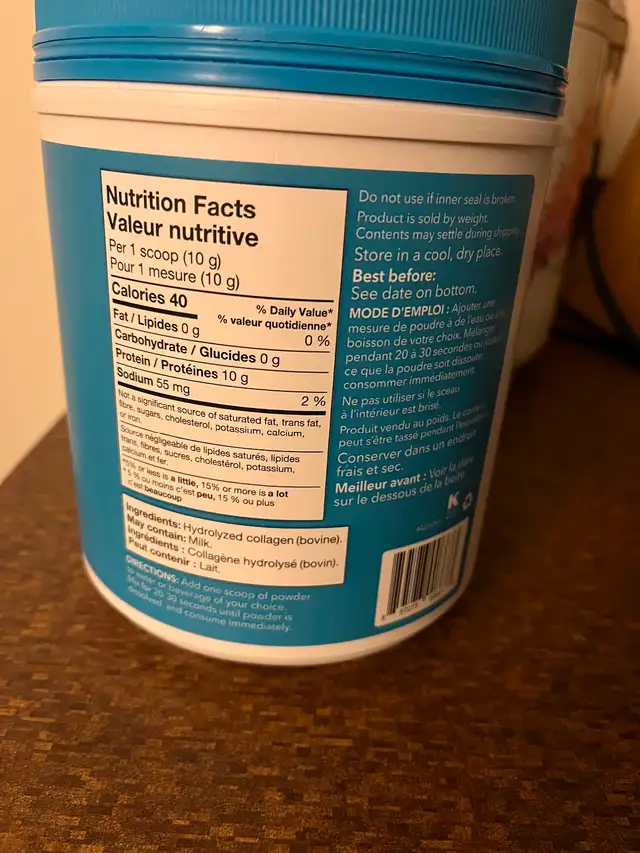 Nutrition Facts
Valeur nutritive
Per 1 scoop (10 g)
Pour 1 mesure (10 g)
Calories 40
% Daily Value*
% valeur quotidienne*
Fat / Lipides 0 g 0 %
Carbohydrate / Glucides 0 g
Protein / Protéines 10 g
Sodium 55 mg 2 %
Not a significant source of saturated fat, trans fat,
fibre, sugars, cholesterol, potassium, calcium,
or iron.
Source négligeable de lipides saturés, lipides
trans, fibres, sucres, cholestérol, potassium,
calcium et fer.
*5% or less is a little, 15% or more is a lot
* 5 % ou moins c'est peu, 15 % ou plus
c'est beaucoup
Ingredients: Hydrolyzed collagen (bovine).
May contain: Milk.
Ingrédients : Collagène hydrolysé (bovin).
Peut contenir : Lait.
DIRECTIONS: Add one scoop of powder
to water or beverage of your choice.
Mix for 20-30 seconds until powder is
dissolved, and consume immediately.
Do not use if inner seal is broken
Product is sold by weight.
Contents may settle during
Store in a cool, dry place.
Best before:
See date on bottom.
MODE D'EMPLOI : Ajouter une
mesure de poudre à de l'eau ou
boisson de votre choix. Mélanger
pendant 20 à 30 secondes ou
ce que la poudre soit dissoute,
consommer immédiatement.
Ne pas utiliser si le sceau
à l'intérieur est brisé.
Produit vendu au poids. Le
peut s'être tassé pendant
Conserver dans un endroit
frais et sec.
Meilleur avant : Voir la date
sur le dessous de la boîte.
K